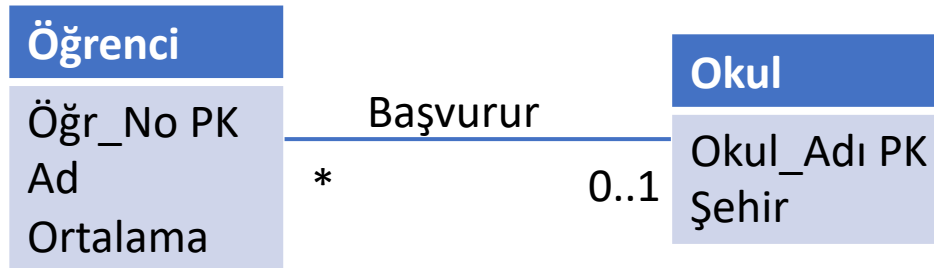 Öğrenci
Öğr_No PK
Ad
Ortalama
Başvurur
*
0..1
Okul
Okul_Adı PK
Şehir